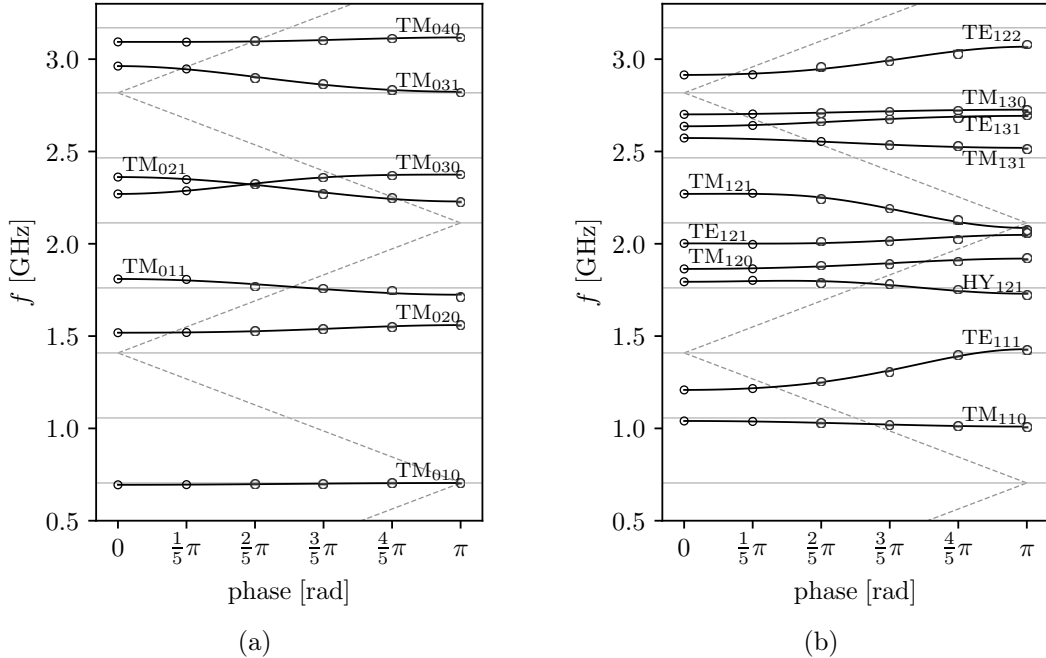 TM₀₄₀
3.0
TM₀₃₁
2.5
TM₀₂₁
TM₀₃₀
2.0
TM₀₁₁
1.5
TM₀₂₀
1.0
TM₀₁₀
0.5
f [GHz]
0 1/5π 2/5π 3/5π 4/5π π
phase [rad]
(a)
TE₁₂₂
3.0
TM₁₃₀
TE₁₃₁
2.5
TM₁₃₁
TM₁₂₁
TE₁₂₁
2.0
TM₁₂₀
HY₁₂₁
1.5
TE₁₁₁
TM₁₁₀
1.0
0.5
f [GHz]
0 1/5π 2/5π 3/5π 4/5π π
phase [rad]
(b)